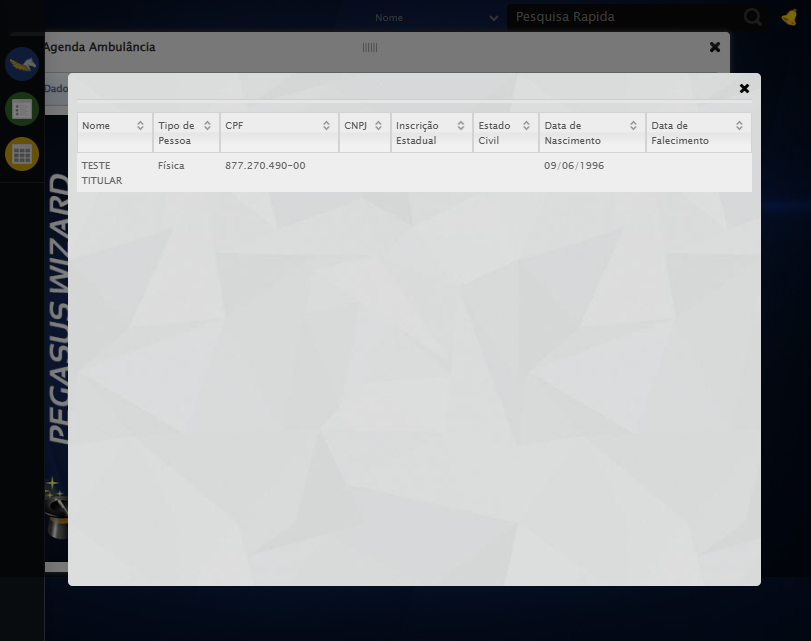 Nome
Pesquisa Rapida
Agenda Ambulância
Dado
Nome
Tipo de
Pessoa
CPF
CNPJ
Inscrição
Estadual
Estado
Civil
Data de
Nascimento
Data de
Falecimento
TESTE
TITULAR
Física
877.270.490-00
09/06/1996
PEGASUS WIZARD